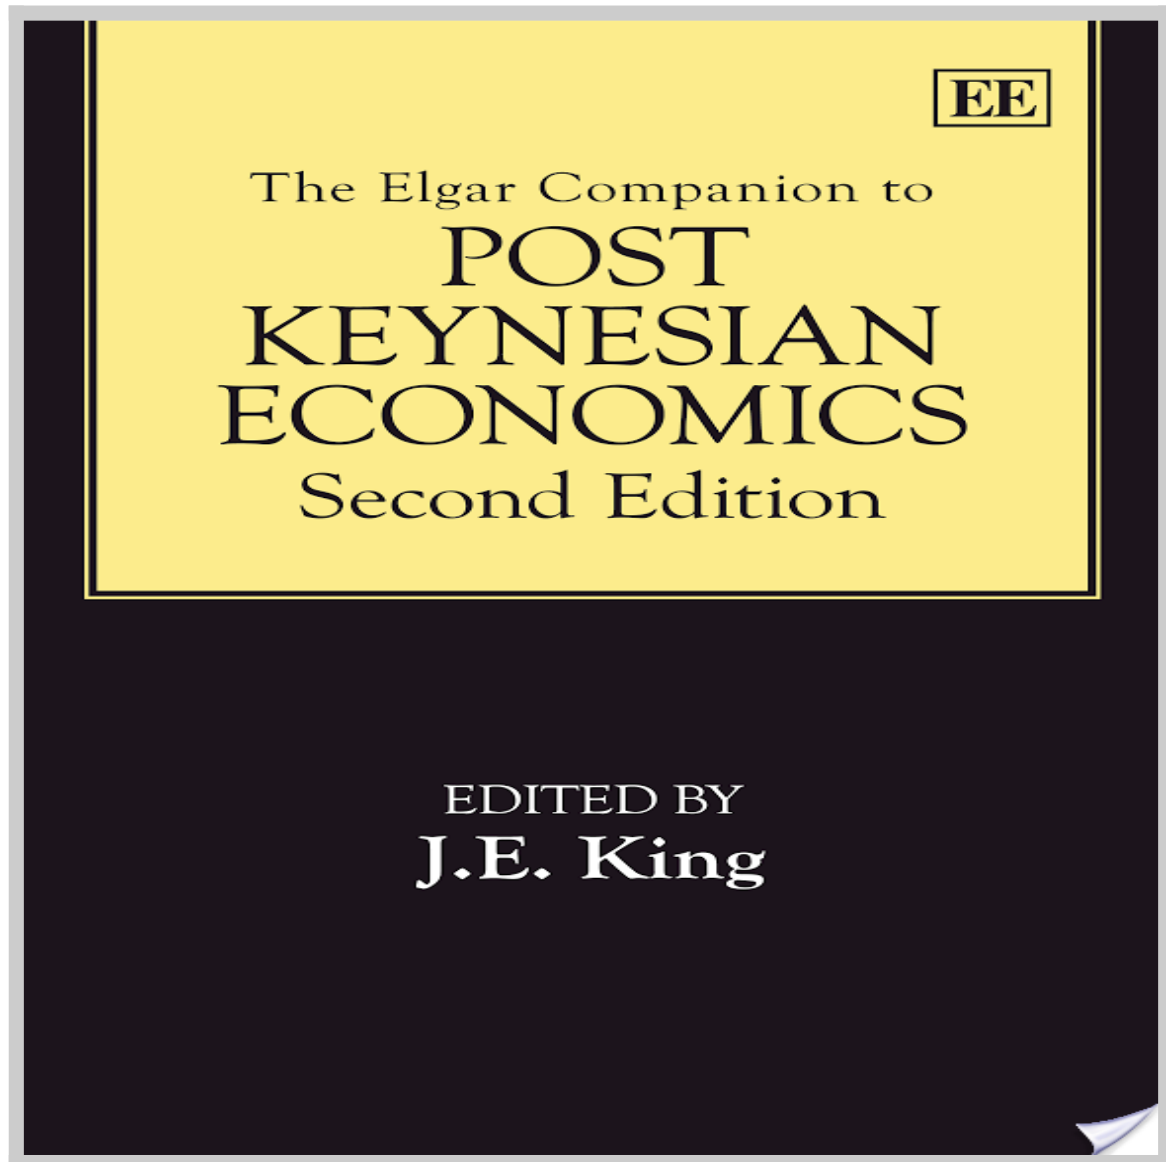 EE
The Elgar Companion to
POST
KEYNESIAN
ECONOMICS
Second Edition
EDITED BY
J.E. King